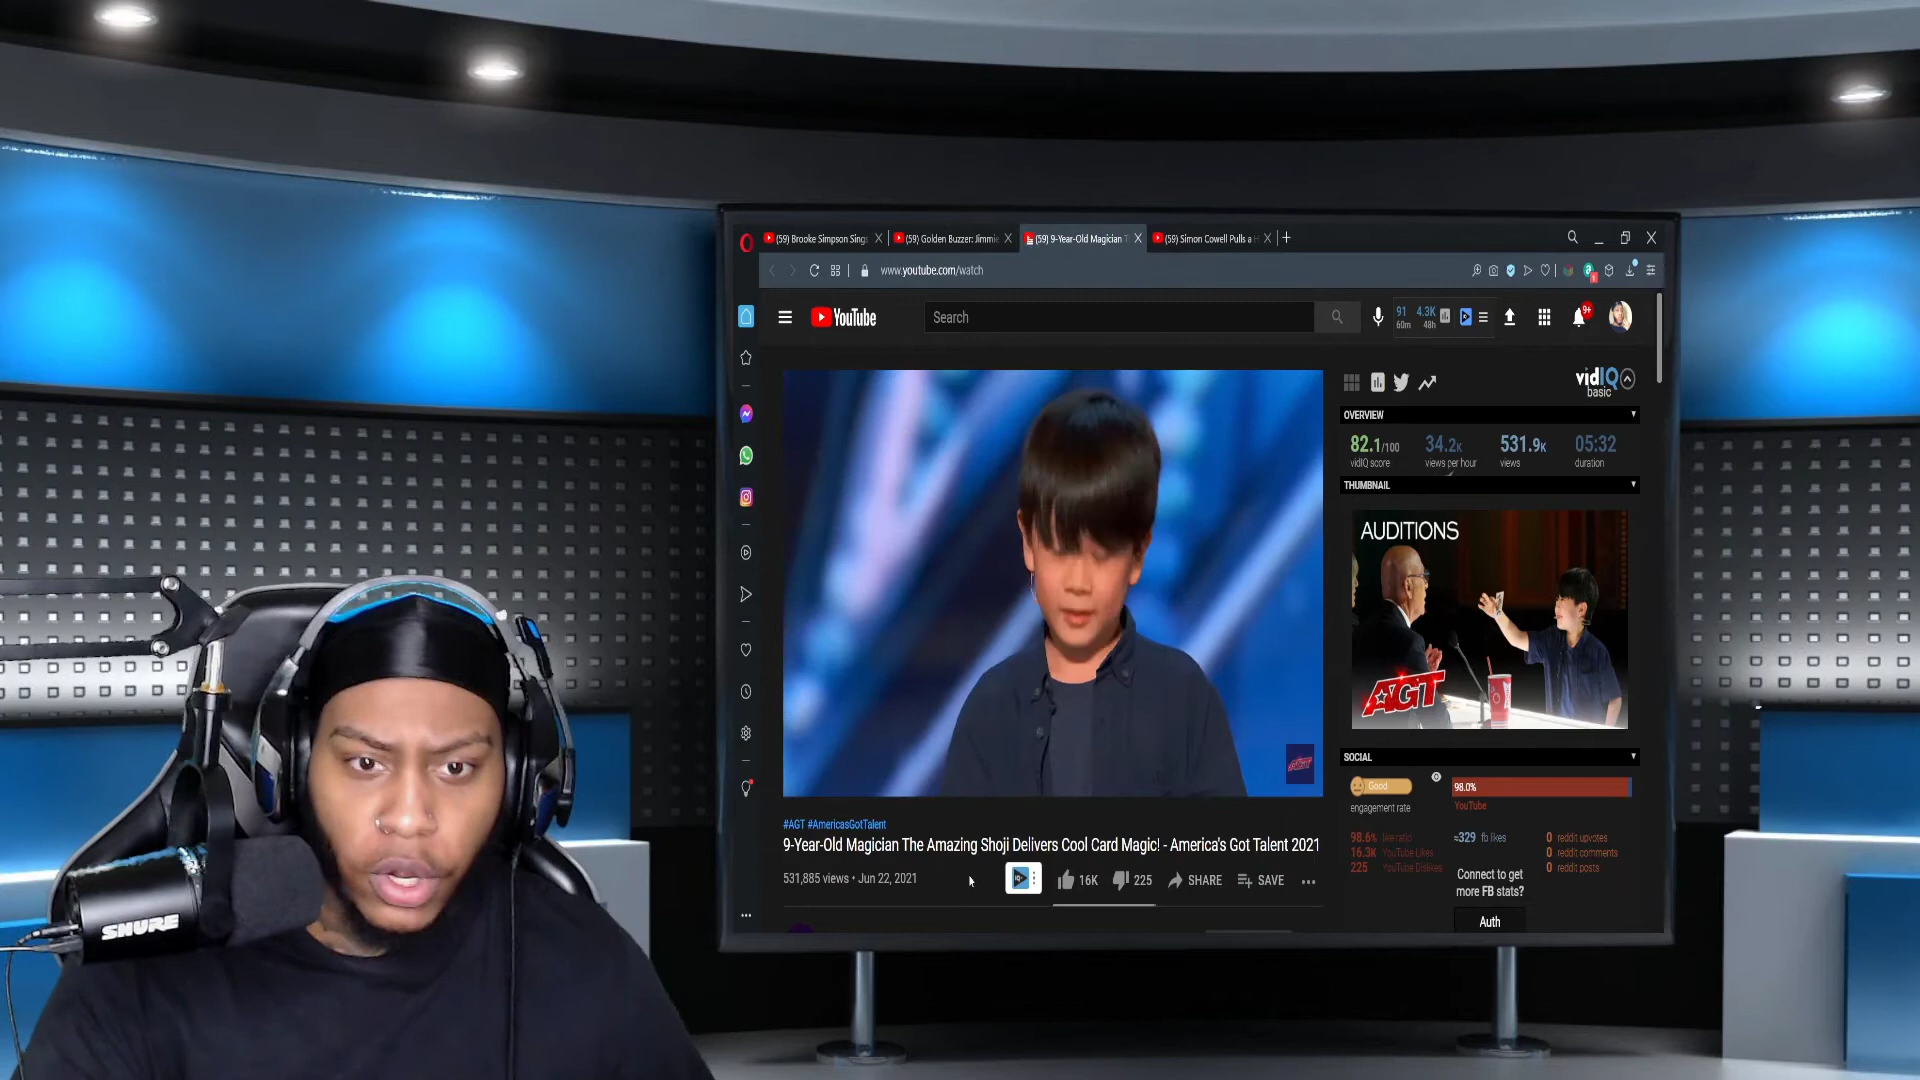 (59) Brooke Simpson Sings
(59) Golden Buzzer: Jimmie
(59) 9-Year-Old Magician T
(59) Simon Cowell Pulls a H
www.youtube.com/watch
YouTube
Search
91
60m
4.3K
48h
9+
vidIQ
basic
OVERVIEW
82.1/100
vidIQ score
34.2K
views per hour
531.9K
views
05:32
duration
THUMBNAIL
AUDITIONS
AGT
AGT
SOCIAL
Good
engagement rate
98.0%
YouTube
98.6% like ratio
16.3K YouTube Likes
225 YouTube Dislikes
≈329 fb likes
Connect to get
more FB stats?
Auth
0 reddit upvotes
0 reddit comments
0 reddit posts
#AGT #AmericasGotTalent
9-Year-Old Magician The Amazing Shoji Delivers Cool Card Magic! - America's Got Talent 2021
531,885 views • Jun 22, 2021
16K
225
SHARE
SAVE
SHURE